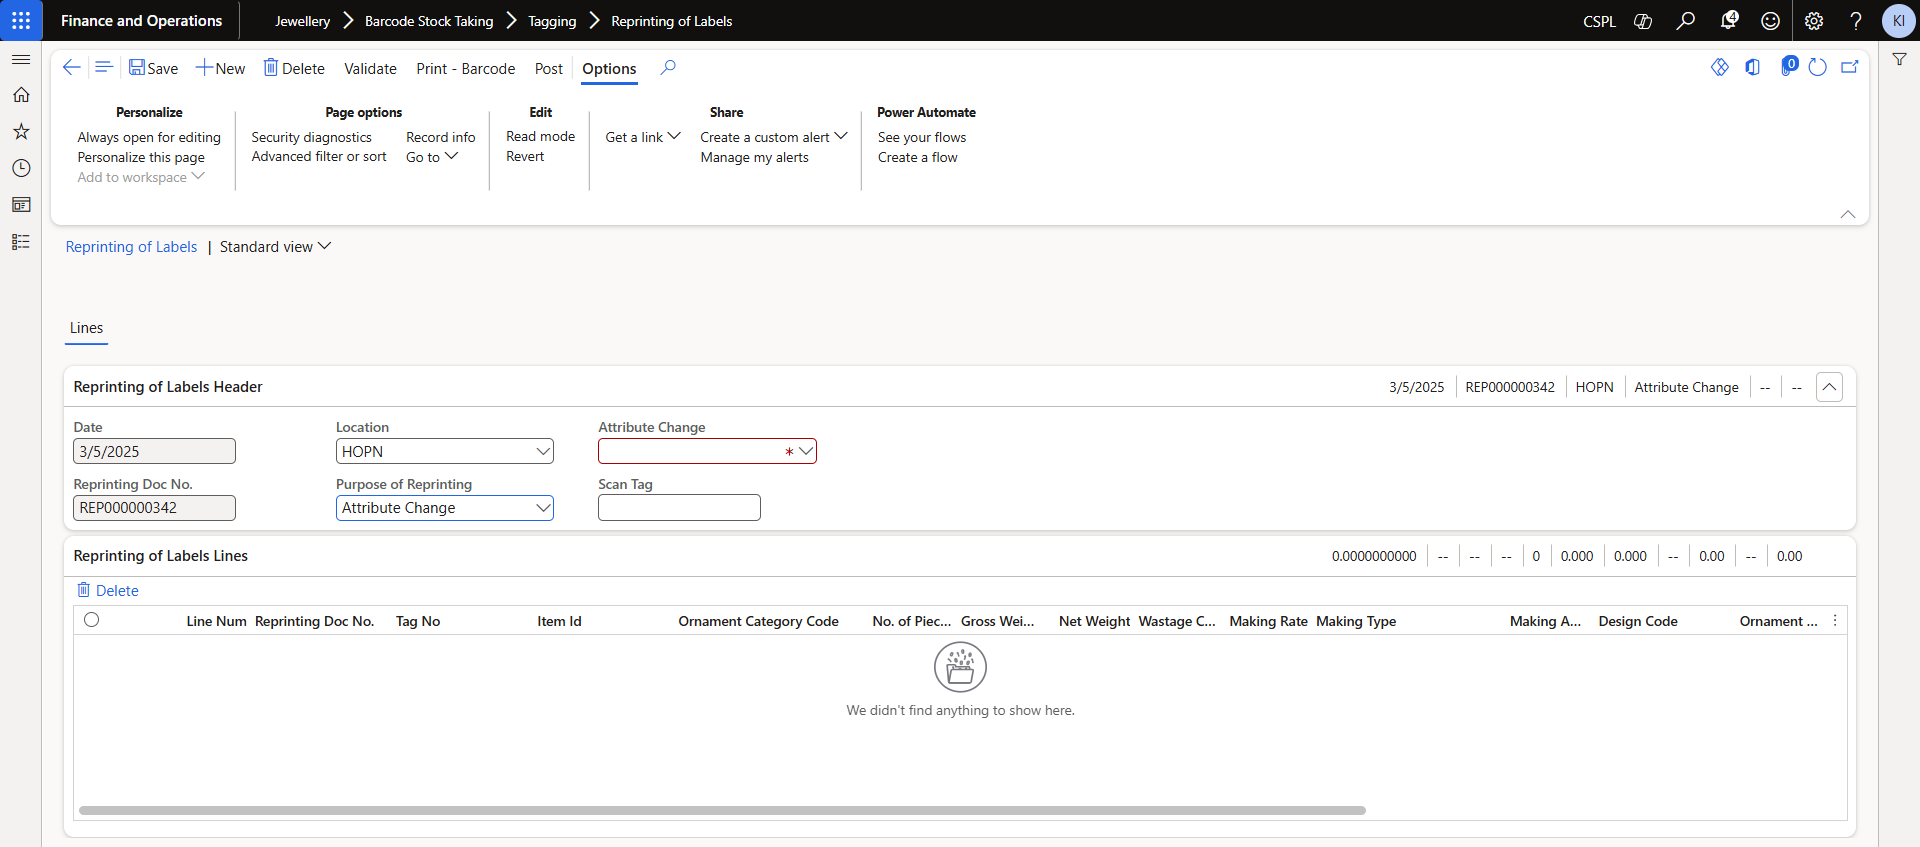 Finance and Operations Jewellery Barcode Stock Taking Tagging Reprinting of Labels CSPL 4 KI
Save New Delete Validate Print - Barcode Post Options 0
Personalize Page options Edit Share Power Automate
Always open for editing Security diagnostics Record info Read mode Get a link Create a custom alert See your flows
Personalize this page Advanced filter or sort Go to Revert Manage my alerts Create a flow
Add to workspace
Reprinting of Labels | Standard view
Lines
Reprinting of Labels Header 3/5/2025 REP000000342 HOPN Attribute Change -- --
Date Location Attribute Change
3/5/2025 HOPN *
Reprinting Doc No. Purpose of Reprinting Scan Tag
REP000000342 Attribute Change
Reprinting of Labels Lines 0.0000000000 -- -- -- 0 0.000 0.000 -- 0.00 -- 0.00
Delete
Line Num Reprinting Doc No. Tag No Item Id Ornament Category Code No. of Piec... Gross Wei... Net Weight Wastage C... Making Rate Making Type Making A... Design Code Ornament ...
We didn't find anything to show here.